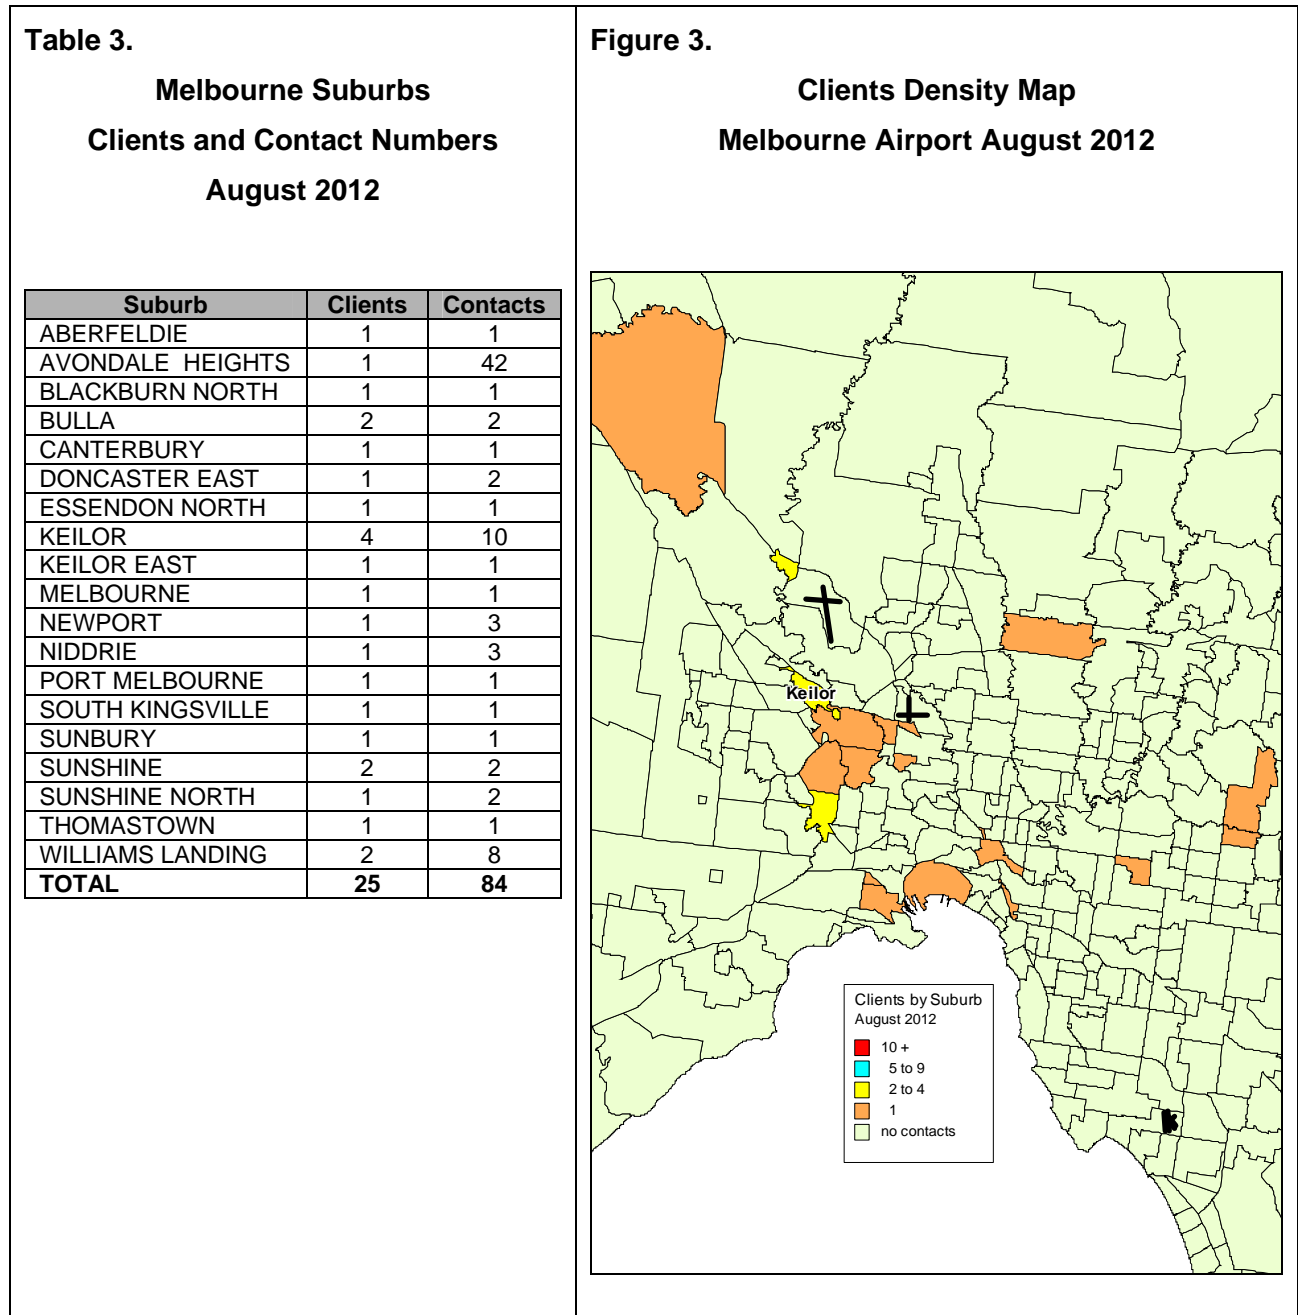 Table 3.
Melbourne Suburbs
Clients and Contact Numbers
August 2012
Suburb Clients Contacts
ABERFELDIE 1 1
AVONDALE HEIGHTS 1 42
BLACKBURN NORTH 1 1
BULLA 2 2
CANTERBURY 1 1
DONCASTER EAST 1 2
ESSENDON NORTH 1 1
KEILOR 4 10
KEILOR EAST 1 1
MELBOURNE 1 1
NEWPORT 1 3
NIDDRIE 1 3
PORT MELBOURNE 1 1
SOUTH KINGSVILLE 1 1
SUNBURY 1 1
SUNSHINE 2 2
SUNSHINE NORTH 1 2
THOMASTOWN 1 1
WILLIAMS LANDING 2 8
TOTAL 25 84
Figure 3.
Clients Density Map
Melbourne Airport August 2012
Keilor
Clients by Suburb
August 2012
10 +
5 to 9
2 to 4
1
no contacts